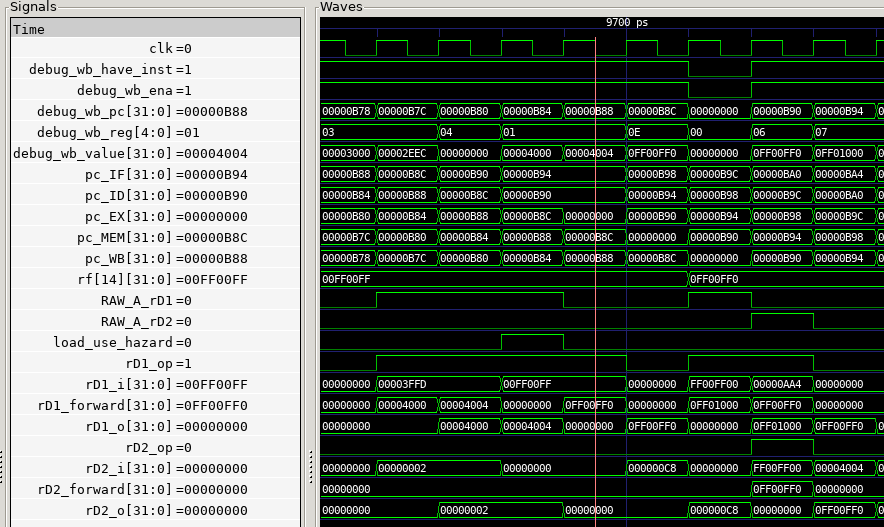 Signals Waves
Time 9700 ps
clk=0
debug_wb_have_inst=1
debug_wb_ena=1
debug_wb_pc[31:0]=00000B88 00000B78 00000B7C 00000B80 00000B84 00000B88 00000B8C 00000000 00000B90 00000B94 0
debug_wb_reg[4:0]=01 03 04 01 0E 00 06 07
debug_wb_value[31:0]=00004004 00003000 00002EEC 00000000 00004000 00004004 0FF00FF0 00000000 0FF00FF0 0FF01000 0
pc_IF[31:0]=00000B94 00000B88 00000B8C 00000B90 00000B94 00000B98 00000B9C 00000BA0 00000BA4 0
pc_ID[31:0]=00000B90 00000B84 00000B88 00000B8C 00000B90 00000B94 00000B98 00000B9C 00000BA0 0
pc_EX[31:0]=00000000 00000B80 00000B84 00000B88 00000B8C 00000000 00000B90 00000B94 00000B98 00000B9C 0
pc_MEM[31:0]=00000B8C 00000B7C 00000B80 00000B84 00000B88 00000B8C 00000000 00000B90 00000B94 00000B98 0
pc_WB[31:0]=00000B88 00000B78 00000B7C 00000B80 00000B84 00000B88 00000B8C 00000000 00000B90 00000B94 0
rf[14][31:0]=00FF00FF 00FF00FF 0FF00FF0
RAW_A_rD1=0
RAW_A_rD2=0
load_use_hazard=0
rD1_op=1
rD1_i[31:0]=00FF00FF 00000000 00003FFD 00FF00FF 00000000 FF00FF00 00000AA4 00000000
rD1_forward[31:0]=0FF00FF0 00000000 00004000 00004004 00000000 0FF00FF0 00000000 0FF01000 0FF00FF0 00000000 0
rD1_o[31:0]=00000000 00000000 00004000 00004004 00000000 0FF00FF0 00000000 0FF01000 0FF00FF0 0
rD2_op=0
rD2_i[31:0]=00000000 00000000 00000002 00000000 000000C8 00000000 FF00FF00 00004004 0
rD2_forward[31:0]=00000000 00000000 0FF00FF0 00000000
rD2_o[31:0]=00000000 00000000 00000002 00000000 000000C8 00000000 0FF00FF0 0